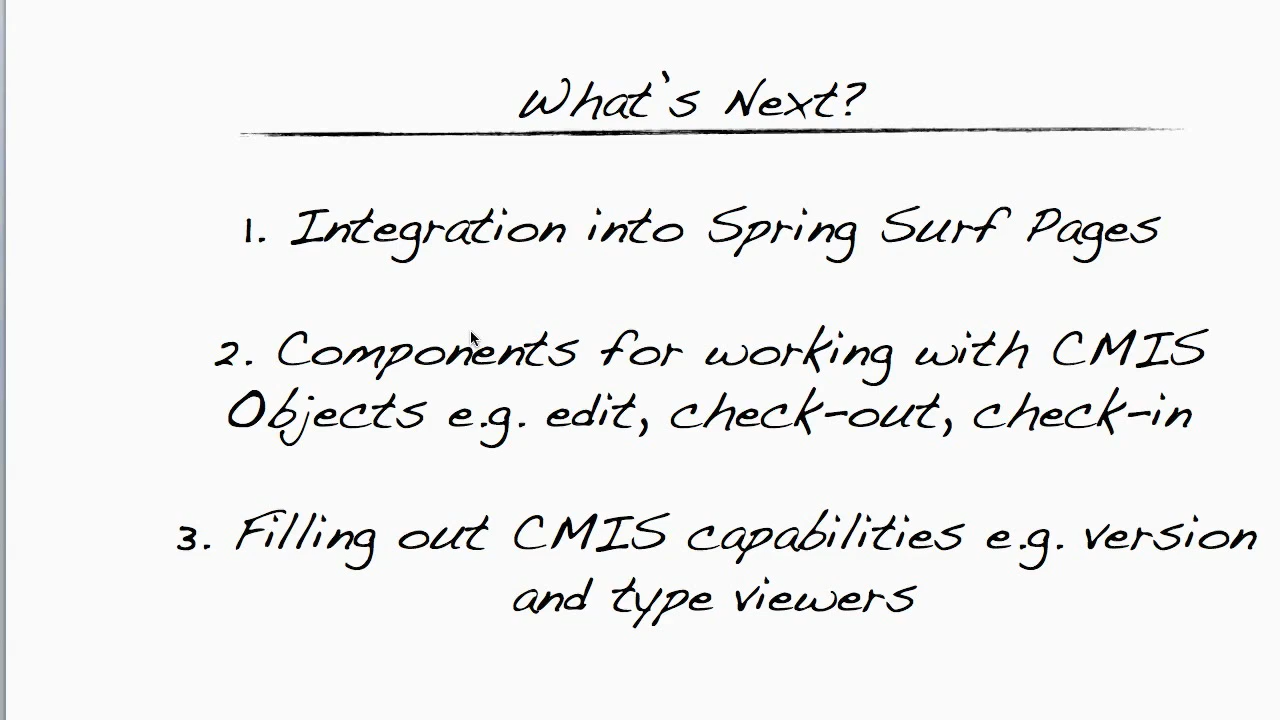 What's Next?
1. Integration into Spring Surf Pages
2. Components for working with CMIS
Objects e.g. edit, check-out, check-in
3. Filling out CMIS capabilities e.g. version
and type viewers